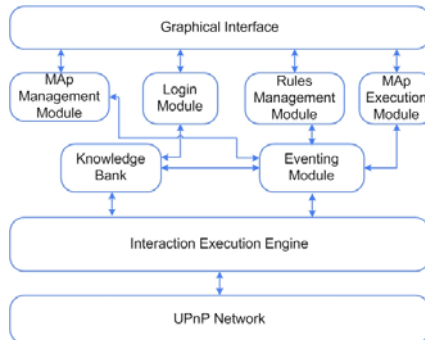 Graphical Interface
MAp
Management
Module
Login
Module
Rules
Management
Module
MAp
Execution
Module
Knowledge
Bank
Eventing
Module
Interaction Execution Engine
UPnP Network